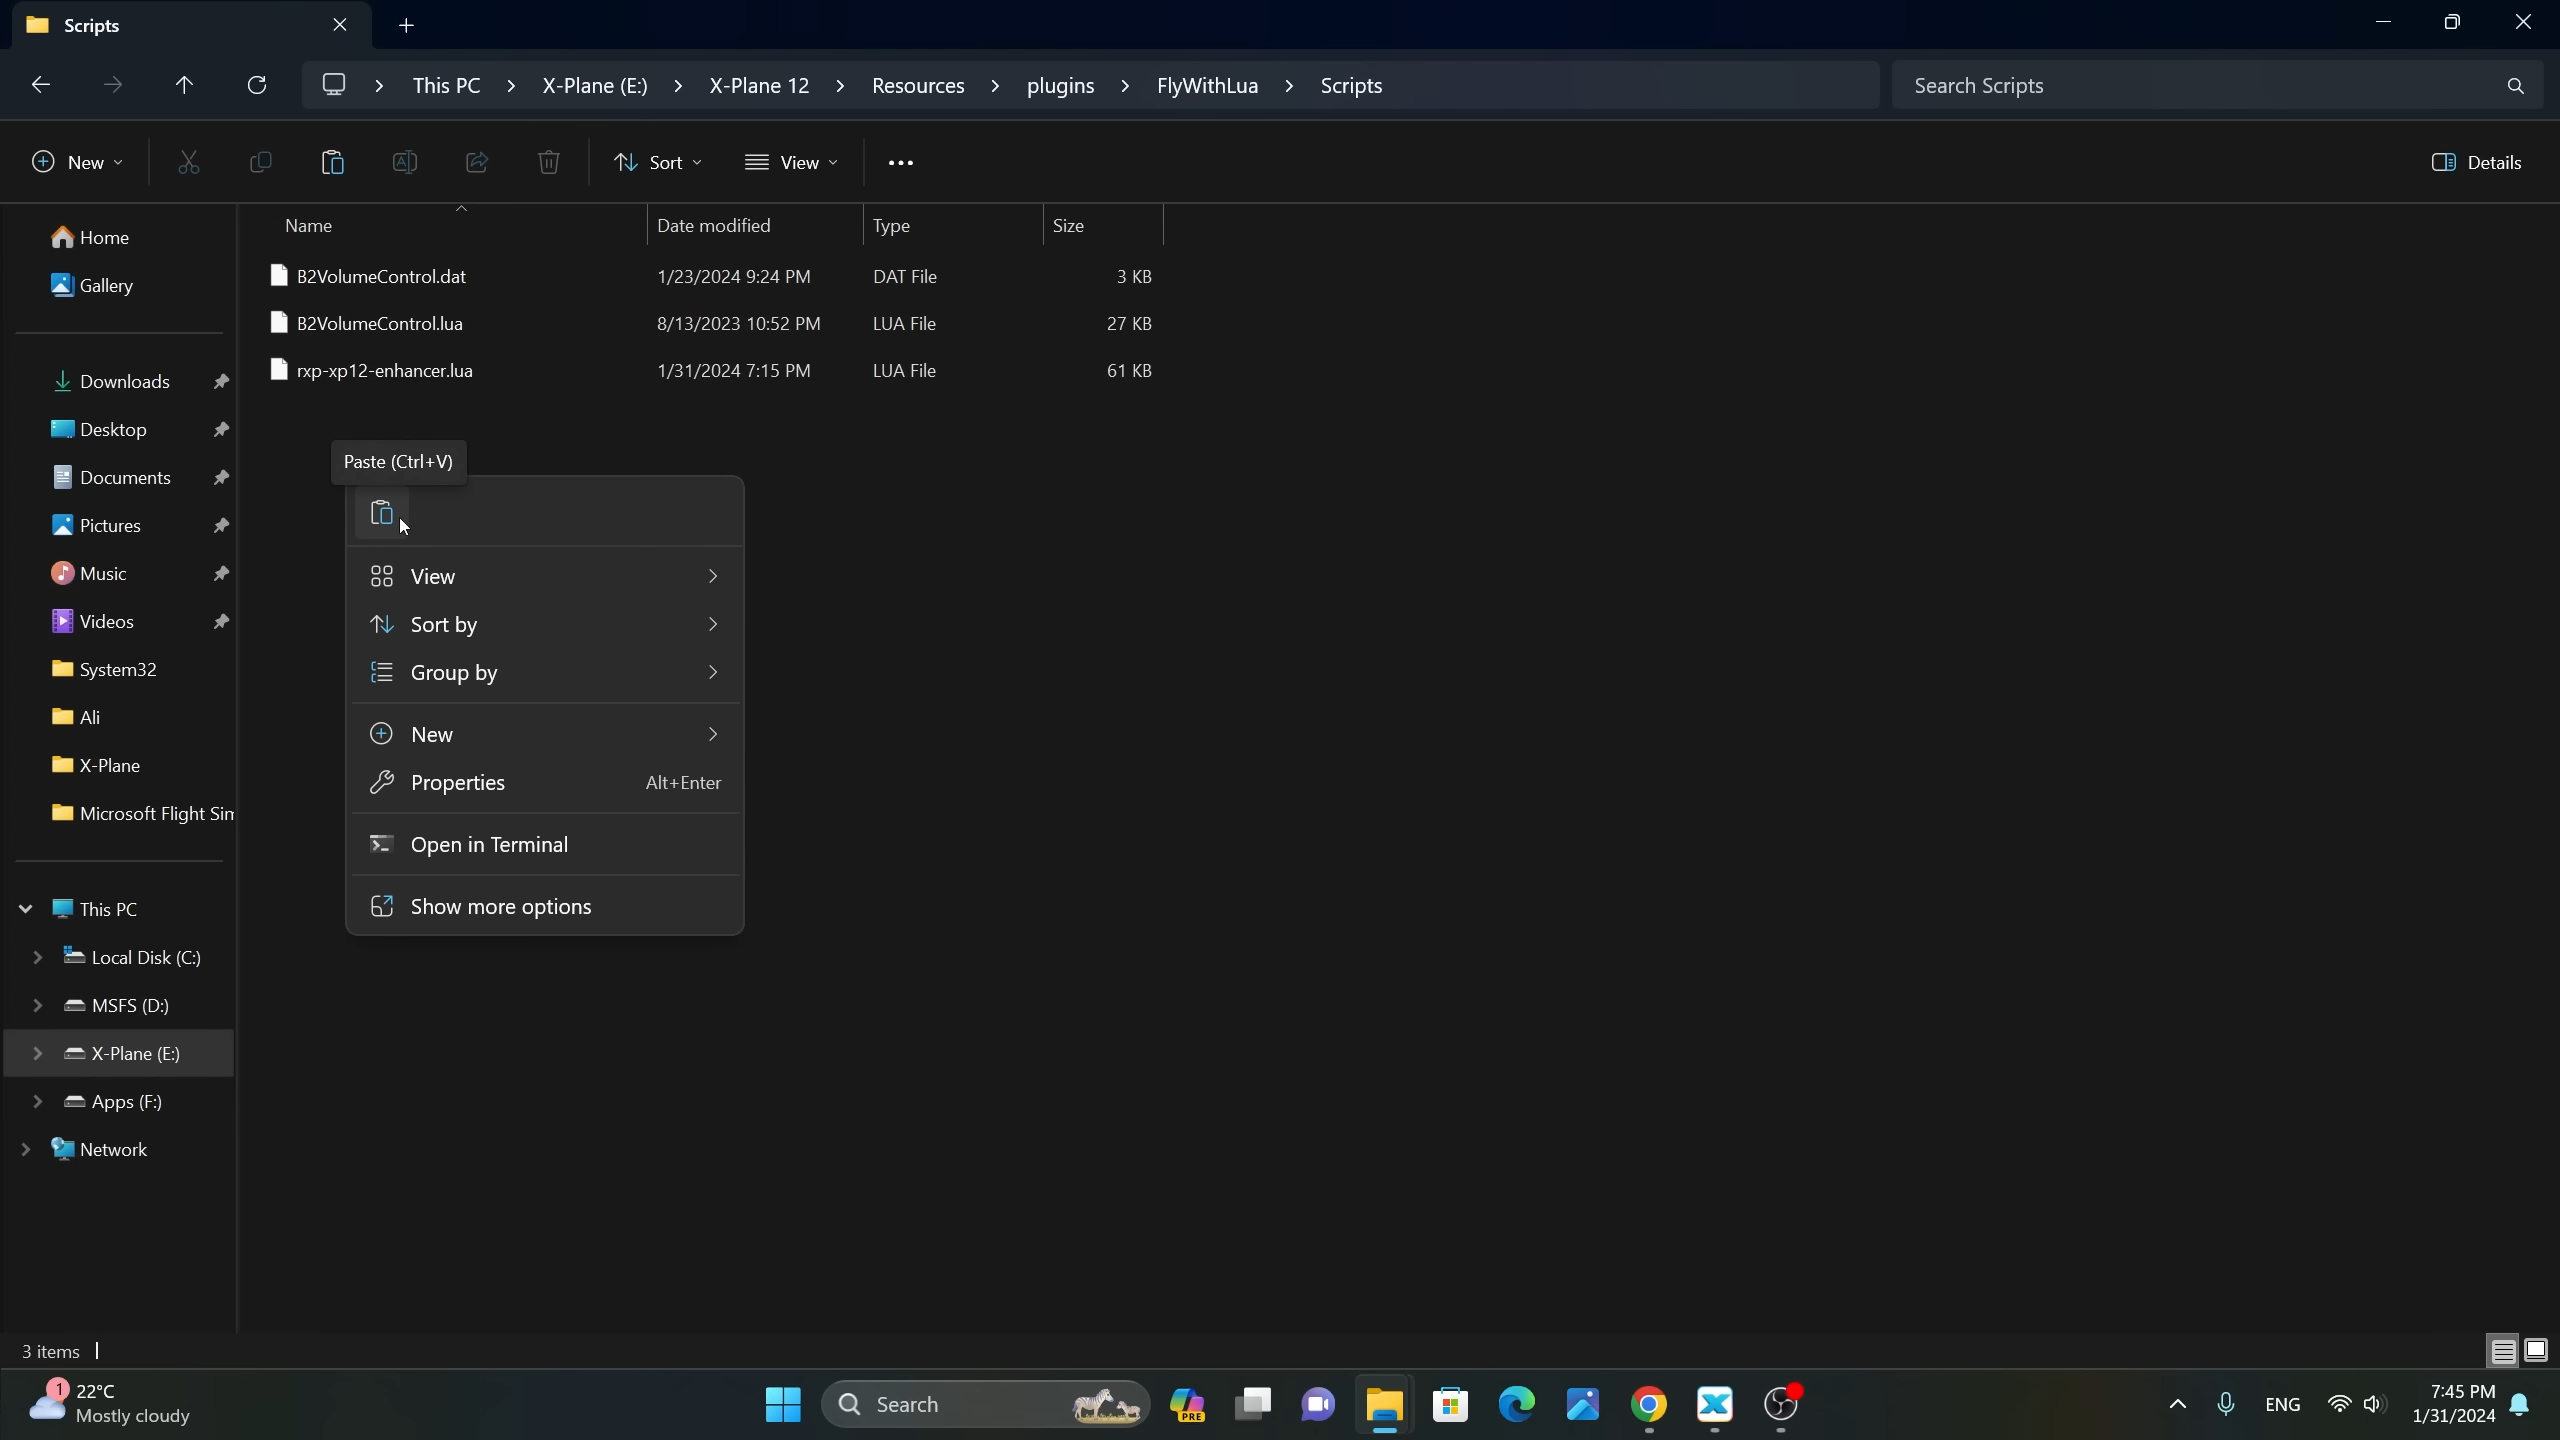 Scripts
This PC
X-Plane (E:)
X-Plane 12
Resources
plugins
FlyWithLua
Scripts
Search Scripts
New
Sort
View
Details
Name
Date modified
Type
Size
B2VolumeControl.dat 1/23/2024 9:24 PM DAT File 3 KB
B2VolumeControl.lua 8/13/2023 10:52 PM LUA File 27 KB
rxp-xp12-enhancer.lua 1/31/2024 7:15 PM LUA File 61 KB
Home
Gallery
Downloads
Desktop
Documents
Pictures
Music
Videos
System32
Ali
X-Plane
Microsoft Flight Sim
This PC
Local Disk (C:)
MSFS (D:)
X-Plane (E:)
Apps (F:)
Network
Paste (Ctrl+V)
View
Sort by
Group by
New
Properties Alt+Enter
Open in Terminal
Show more options
3 items
1
22°C
Mostly cloudy
Search
PRE
ENG
7:45 PM
1/31/2024